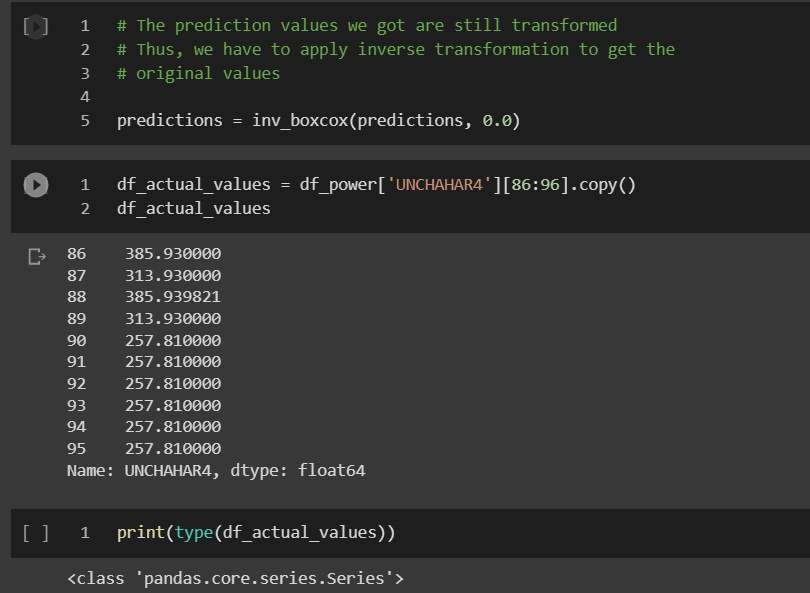 [ ] 1 # The prediction values we got are still transformed
2 # Thus, we have to apply inverse transformation to get the
3 # original values
4
5 predictions = inv_boxcox(predictions, 0.0)
1 df_actual_values = df_power['UNCHAHAR4'][86:96].copy()
2 df_actual_values
86 385.930000
87 313.930000
88 385.939821
89 313.930000
90 257.810000
91 257.810000
92 257.810000
93 257.810000
94 257.810000
95 257.810000
Name: UNCHAHAR4, dtype: float64
[ ] 1 print(type(df_actual_values))
<class 'pandas.core.series.Series'>